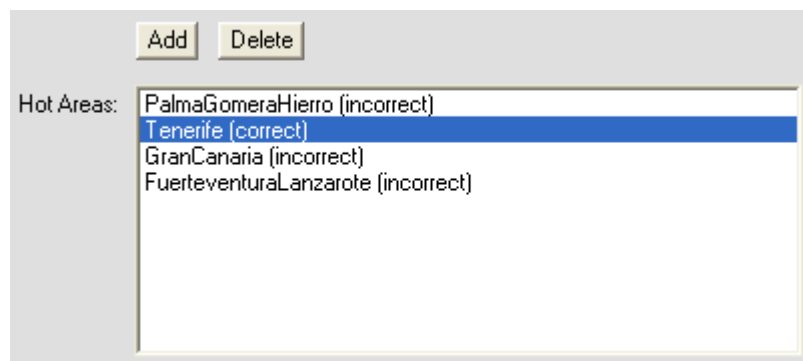 Add Delete
Hot Areas: PalmaGomeraHierro (incorrect)
Tenerife (correct)
GranCanaria (incorrect)
FuerteventuraLanzarote (incorrect)